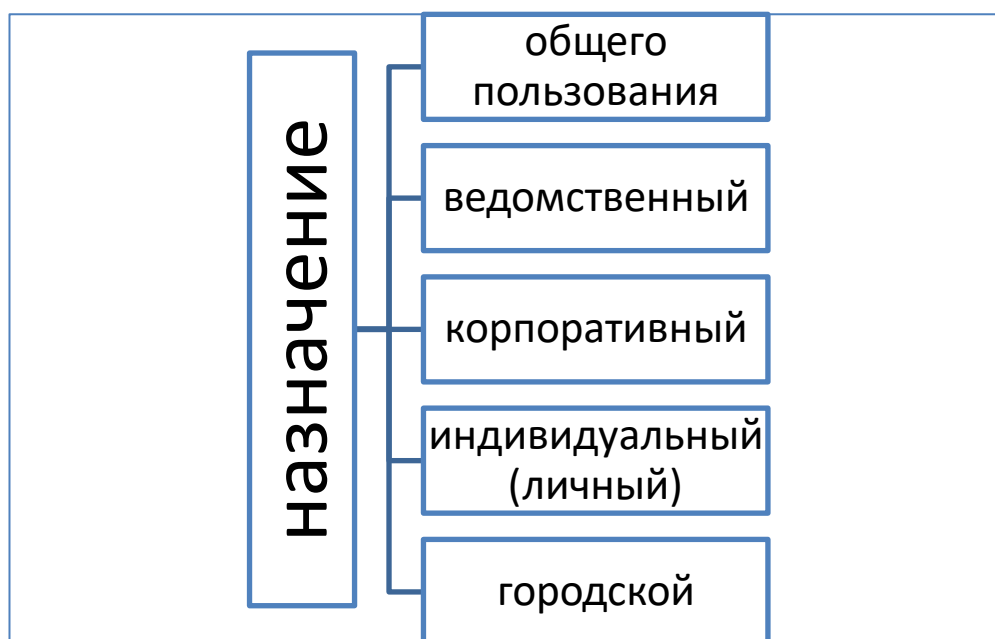 назначение
общего
пользования
ведомственный
корпоративный
индивидуальный
(личный)
городской